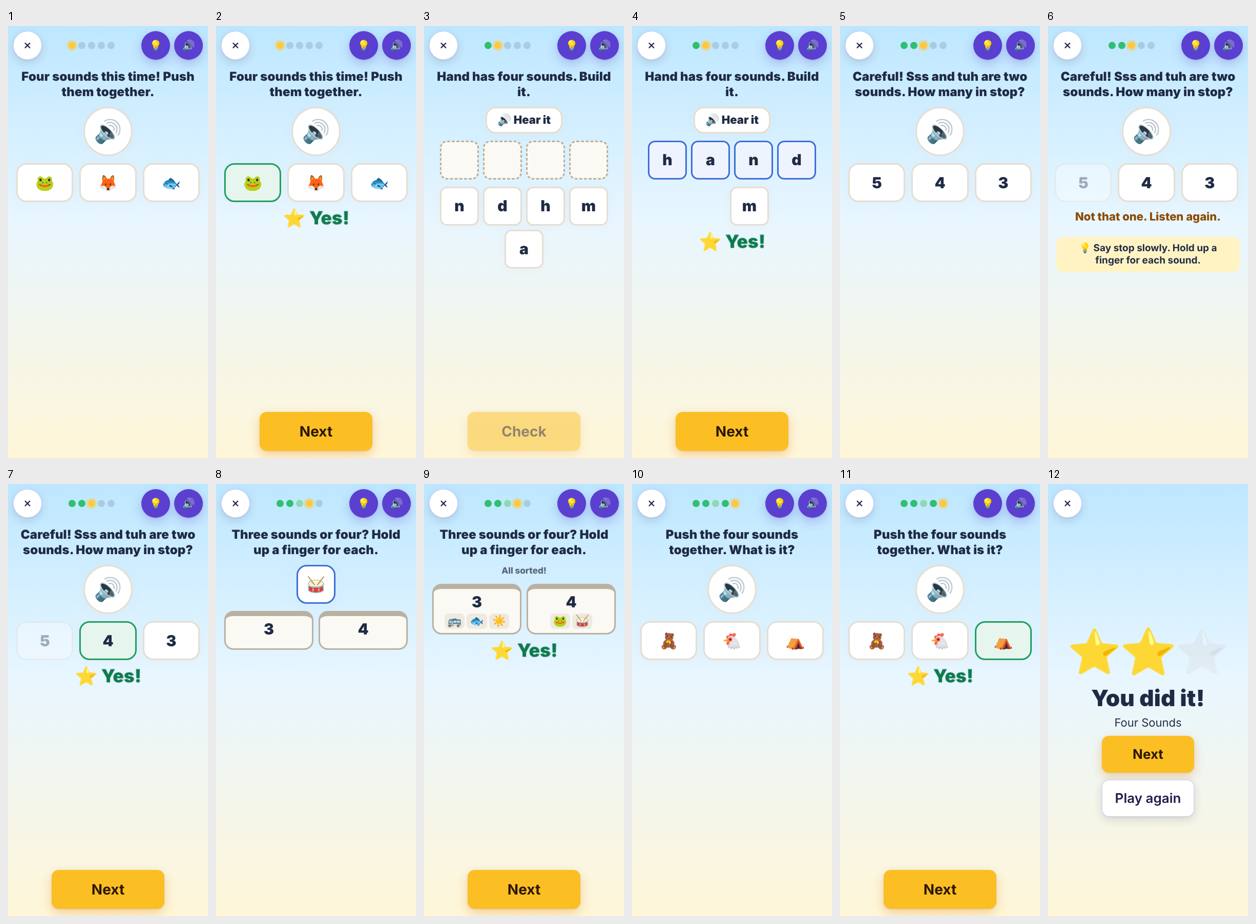 1
Four sounds this time! Push
them together.
2
Four sounds this time! Push
them together.
Yes!
Next
3
Hand has four sounds. Build
it.
Hear it
n d h m
a
Check
4
Hand has four sounds. Build
it.
Hear it
h a n d
m
Yes!
Next
5
Careful! Sss and tuh are two
sounds. How many in stop?
5 4 3
6
Careful! Sss and tuh are two
sounds. How many in stop?
5 4 3
Not that one. Listen again.
Say stop slowly. Hold up a
finger for each sound.
7
Careful! Sss and tuh are two
sounds. How many in stop?
5 4 3
Yes!
Next
8
Three sounds or four? Hold
up a finger for each.
3 4
9
Three sounds or four? Hold
up a finger for each.
All sorted!
3 4
Yes!
Next
10
Push the four sounds
together. What is it?
11
Push the four sounds
together. What is it?
Yes!
Next
12
You did it!
Four Sounds
Next
Play again